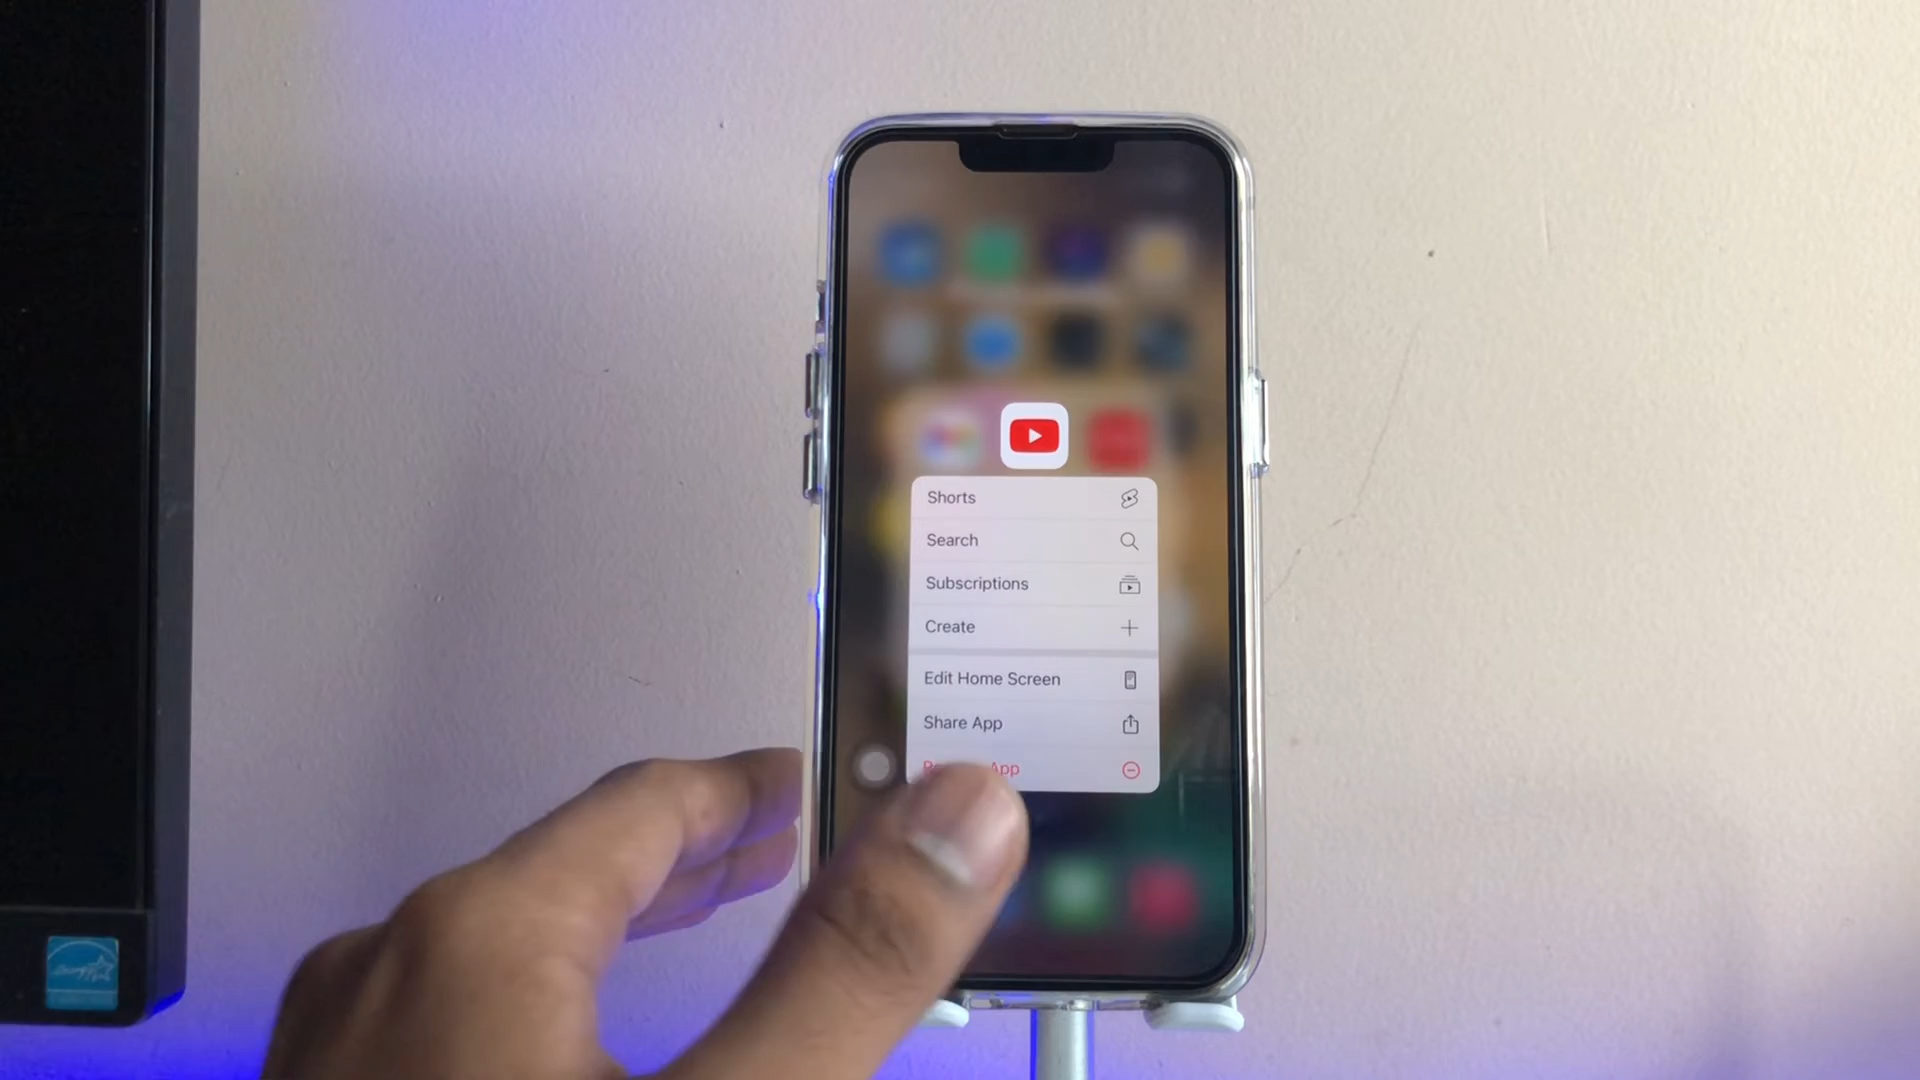 Shorts
Search
Subscriptions
Create
Edit Home Screen
Share App
App